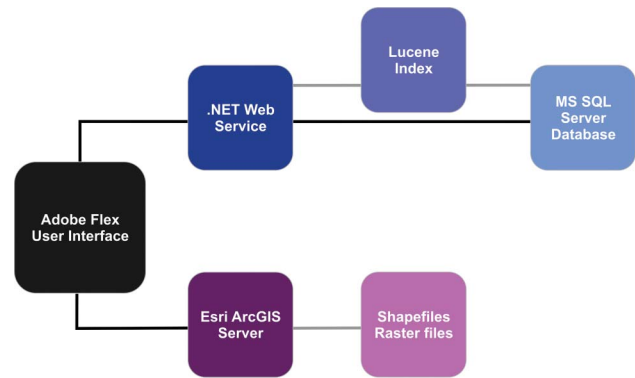 Lucene
Index
.NET Web
Service
MS SQL
Server
Database
Adobe Flex
User Interface
Esri ArcGIS
Server
Shapefiles
Raster files